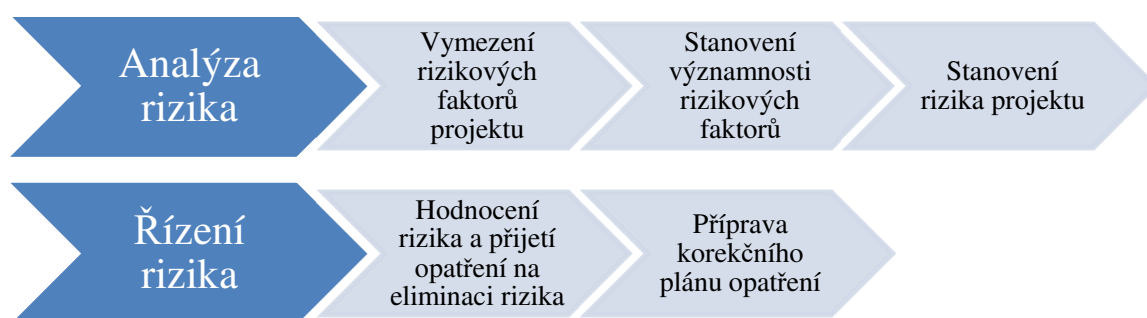 Analýza
rizika
Vymezení
rizikových
faktorů
projektu
Stanovení
významnosti
rizikových
faktorů
Stanovení
rizika projektu
Řízení
rizika
Hodnocení
rizika a přijetí
opatření na
eliminaci rizika
Příprava
korekčního
plánu opatření